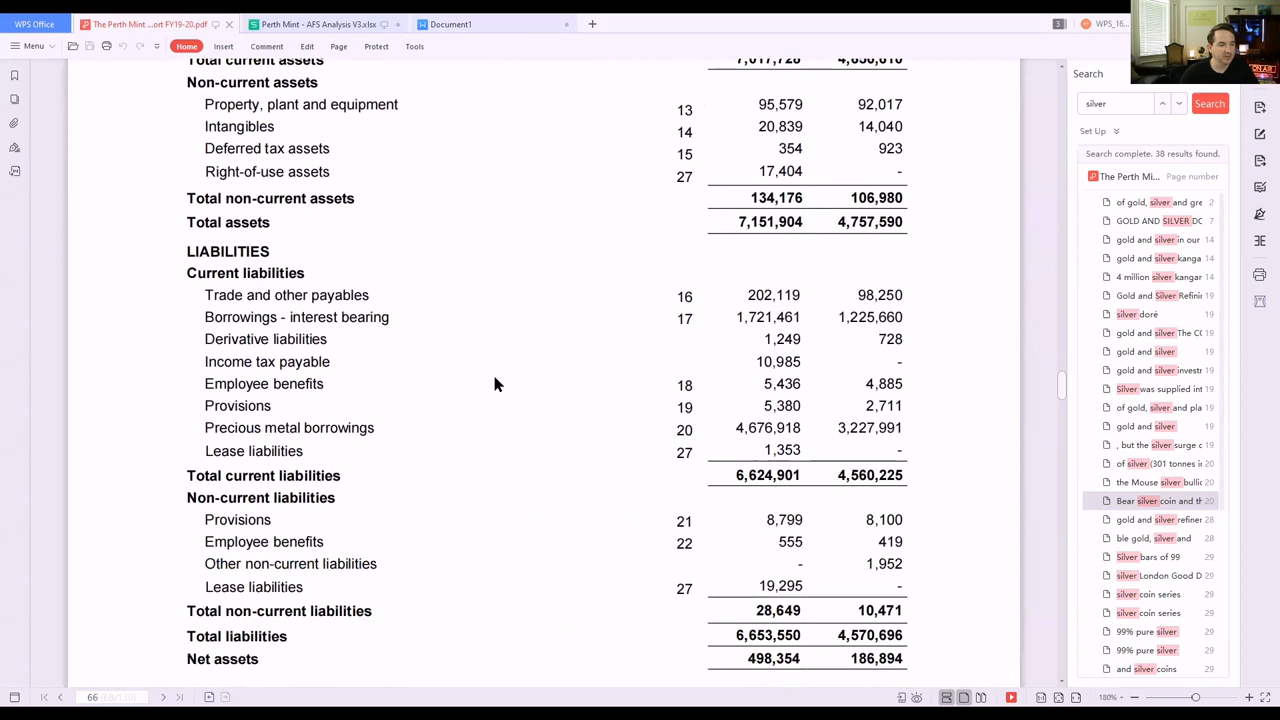 WPS Office
The Perth Mint ...ort FY19-20.pdf
Perth Mint - AFS Analysis V3.xlsx
Document1
3
WPS_16...
Menu
Home
Insert
Comment
Edit
Page
Protect
Tools
Search
silver
Search
Set Up
Search complete. 38 results found.
The Perth Mi... Page number
of gold, silver and gre 2
GOLD AND SILVER DC 7
gold and silver in our 14
gold and silver kanga 14
4 million silver kangar 14
Gold and Silver Refini 19
silver doré 19
gold and silver The CO 19
gold and silver 19
gold and silver investr 19
Silver was supplied int 19
of gold, silver and pla 19
gold and silver 19
, but the silver surge c 19
of silver (301 tonnes i 20
the Mouse silver bullic 20
Bear silver coin and th 20
gold and silver refiner 28
ble gold, silver and 28
Silver bars of 99 29
silver London Good D 29
silver coin series 29
silver coin series 29
99% pure silver 29
99% pure silver 29
and silver coins 29
Total current assets 7,017,728 4,650,610
Non-current assets
Property, plant and equipment 13 95,579 92,017
Intangibles 14 20,839 14,040
Deferred tax assets 15 354 923
Right-of-use assets 27 17,404 -
Total non-current assets 134,176 106,980
Total assets 7,151,904 4,757,590
LIABILITIES
Current liabilities
Trade and other payables 16 202,119 98,250
Borrowings - interest bearing 17 1,721,461 1,225,660
Derivative liabilities 1,249 728
Income tax payable 10,985 -
Employee benefits 18 5,436 4,885
Provisions 19 5,380 2,711
Precious metal borrowings 20 4,676,918 3,227,991
Lease liabilities 27 1,353 -
Total current liabilities 6,624,901 4,560,225
Non-current liabilities
Provisions 21 8,799 8,100
Employee benefits 22 555 419
Other non-current liabilities - 1,952
Lease liabilities 27 19,295 -
Total non-current liabilities 28,649 10,471
Total liabilities 6,653,550 4,570,696
Net assets 498,354 186,894
66 (68/139)
180%